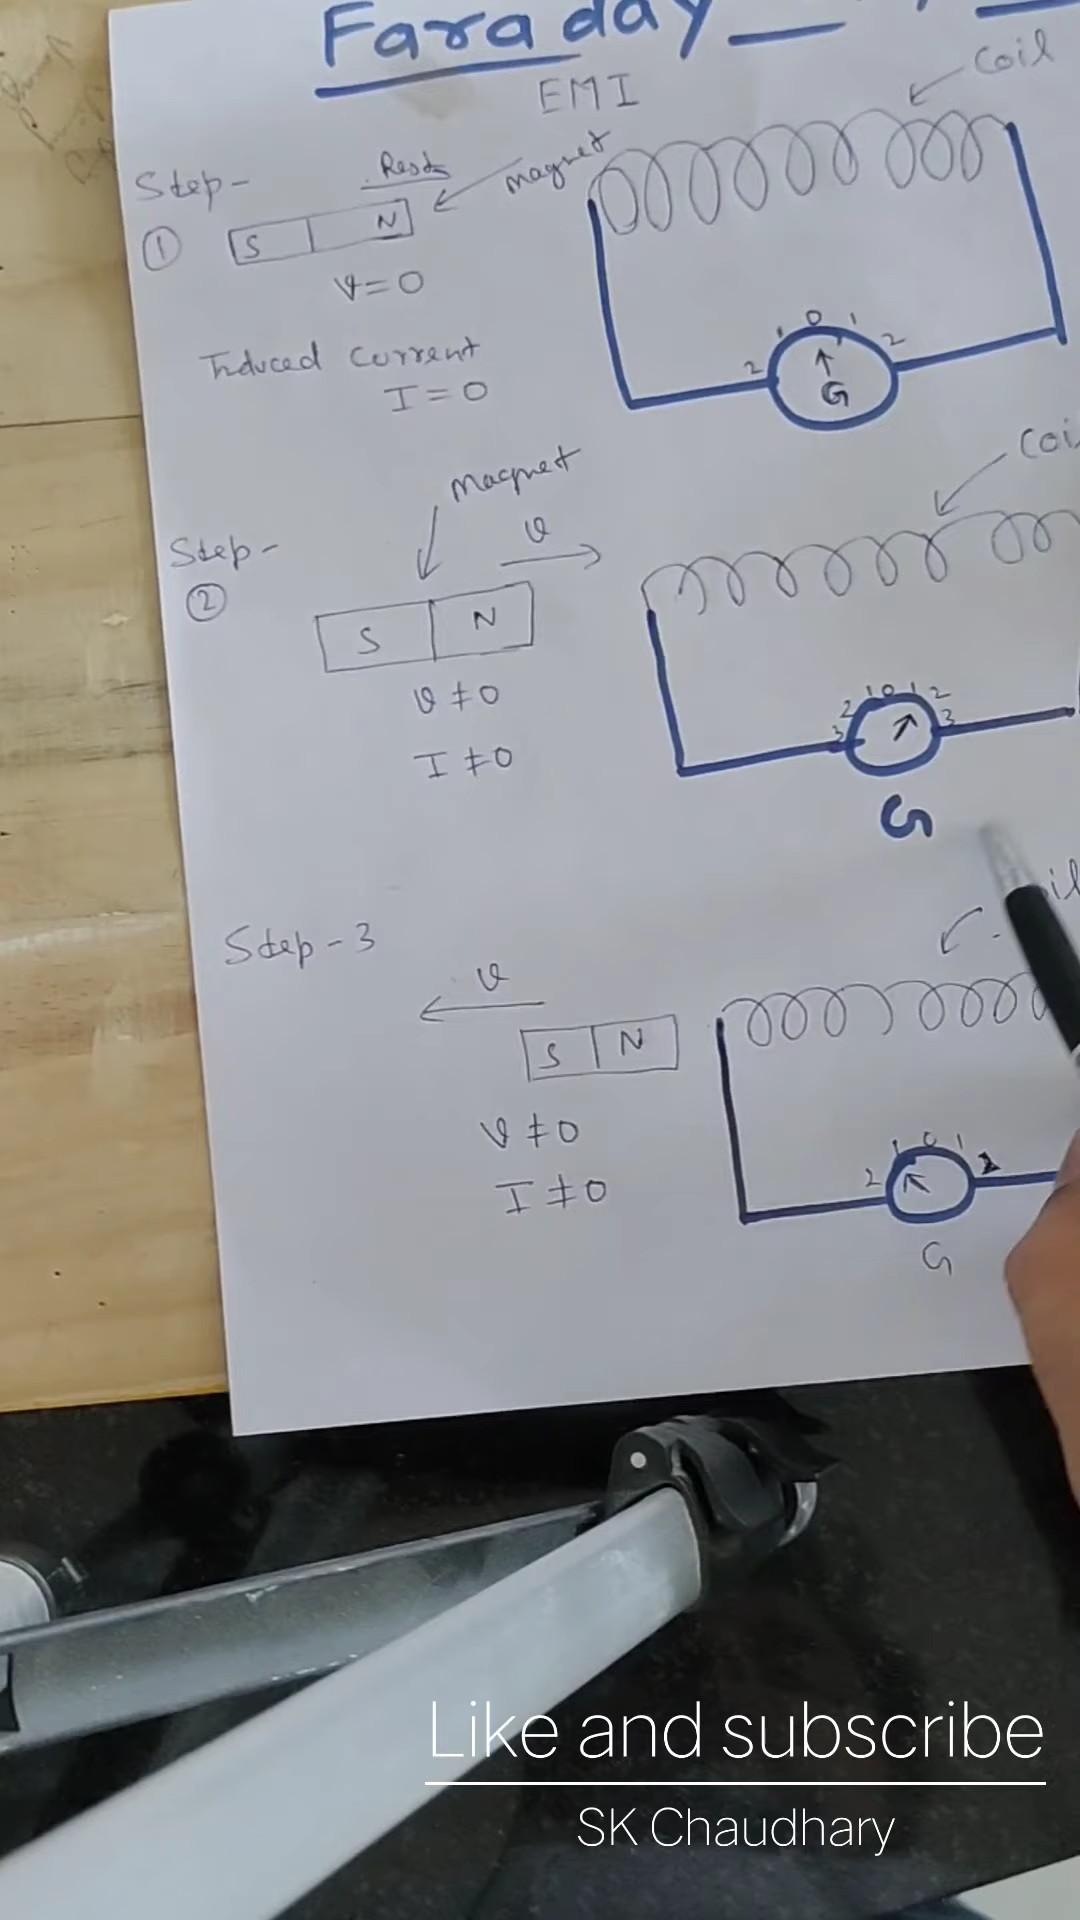 Faraday
EMI
coil
Step-
Rest
magnet
①
S N
v=0
Induced current
I=0
2 1 0 1 2
G
Magnet
coi
Step-
②
v
S N
v≠0
I≠0
3 2 1 0 1 2 3
G
Step-3
il
v
S N
v≠0
I≠0
2 1 0 1 2
G
Like and subscribe
SK Chaudhary